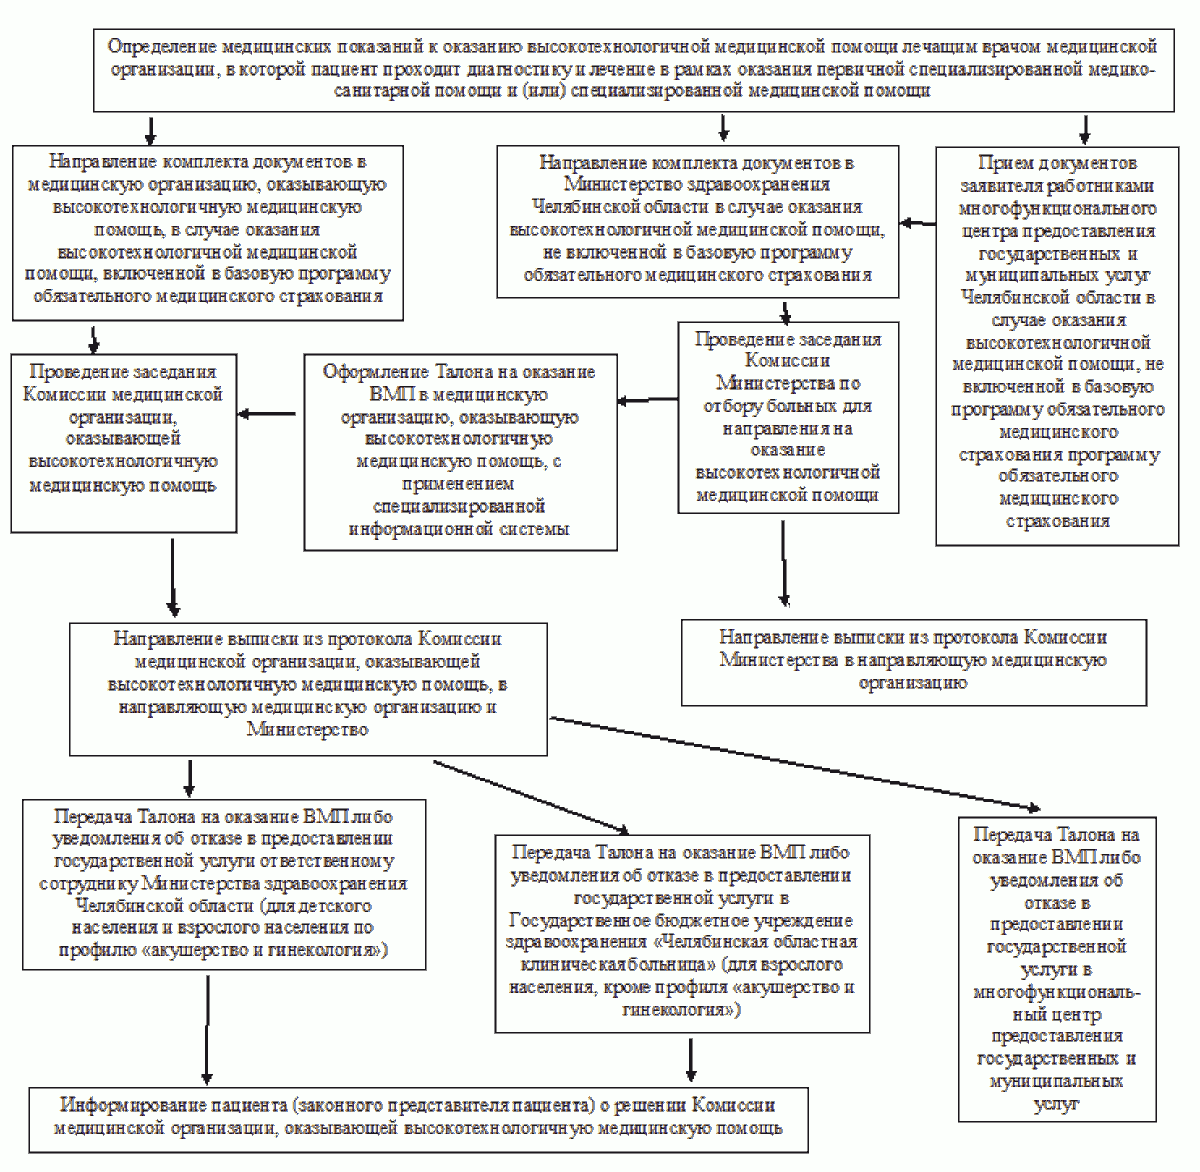 Определение медицинских показаний к оказанию высокотехнологичной медицинской помощи лечащим врачом медицинской
организации, в которой пациент проходит диагностику и лечение в рамках оказания первичной специализированной медико-
санитарной помощи и (или) специализированной медицинской помощи
Направление комплекта документов в
медицинскую организацию, оказывающую
высокотехнологичную медицинскую
помощь, в случае оказания
высокотехнологичной медицинской
помощи, включенной в базовую программу
обязательного медицинского страхования
Направление комплекта документов в
Министерство здравоохранения
Челябинской области в случае оказания
высокотехнологичной медицинской помощи,
не включенной в базовую программу
обязательного медицинского страхования
Прием документов
заявителя работниками
многофункционального
центра предоставления
государственных и
муниципальных услуг
Челябинской области в
случае оказания
высокотехнологичной
медицинской помощи, не
включенной в базовую
программу обязательного
медицинского
страхования программу
обязательного
медицинского
страхования
Проведение заседания
Комиссии медицинской
организации,
оказывающей
высокотехнологичную
медицинскую помощь
Оформление Талона на оказание
ВМП в медицинскую
организацию, оказывающую
высокотехнологичную
медицинскую помощь, с
применением
специализированной
информационной системы
Проведение заседания
Комиссии
Министерства по
отбору больных для
направления на
оказание
высокотехнологичной
медицинской помощи
Направление выписки из протокола Комиссии
медицинской организации, оказывающей
высокотехнологичную медицинскую помощь, в
направляющую медицинскую организацию и
Министерство
Направление выписки из протокола Комиссии
Министерства в направляющую медицинскую
организацию
Передача Талона на оказание ВМП либо
уведомления об отказе в предоставлении
государственной услуги ответственному
сотруднику Министерства здравоохранения
Челябинской области (для детского
населения и взрослого населения по
профилю «акушерство и гинекология»)
Передача Талона на оказание ВМП либо
уведомления об отказе в предоставлении
государственной услуги в
Государственное бюджетное учреждение
здравоохранения «Челябинская областная
клиническая больница» (для взрослого
населения, кроме профиля «акушерство и
гинекология»)
Передача Талона на
оказание ВМП либо
уведомления об
отказе в
предоставлении
государственной
услуги в
многофункциональ-
ный центр
предоставления
государственных и
муниципальных
услуг
Информирование пациента (законного представителя пациента) о решении Комиссии
медицинской организации, оказывающей высокотехнологичную медицинскую помощь